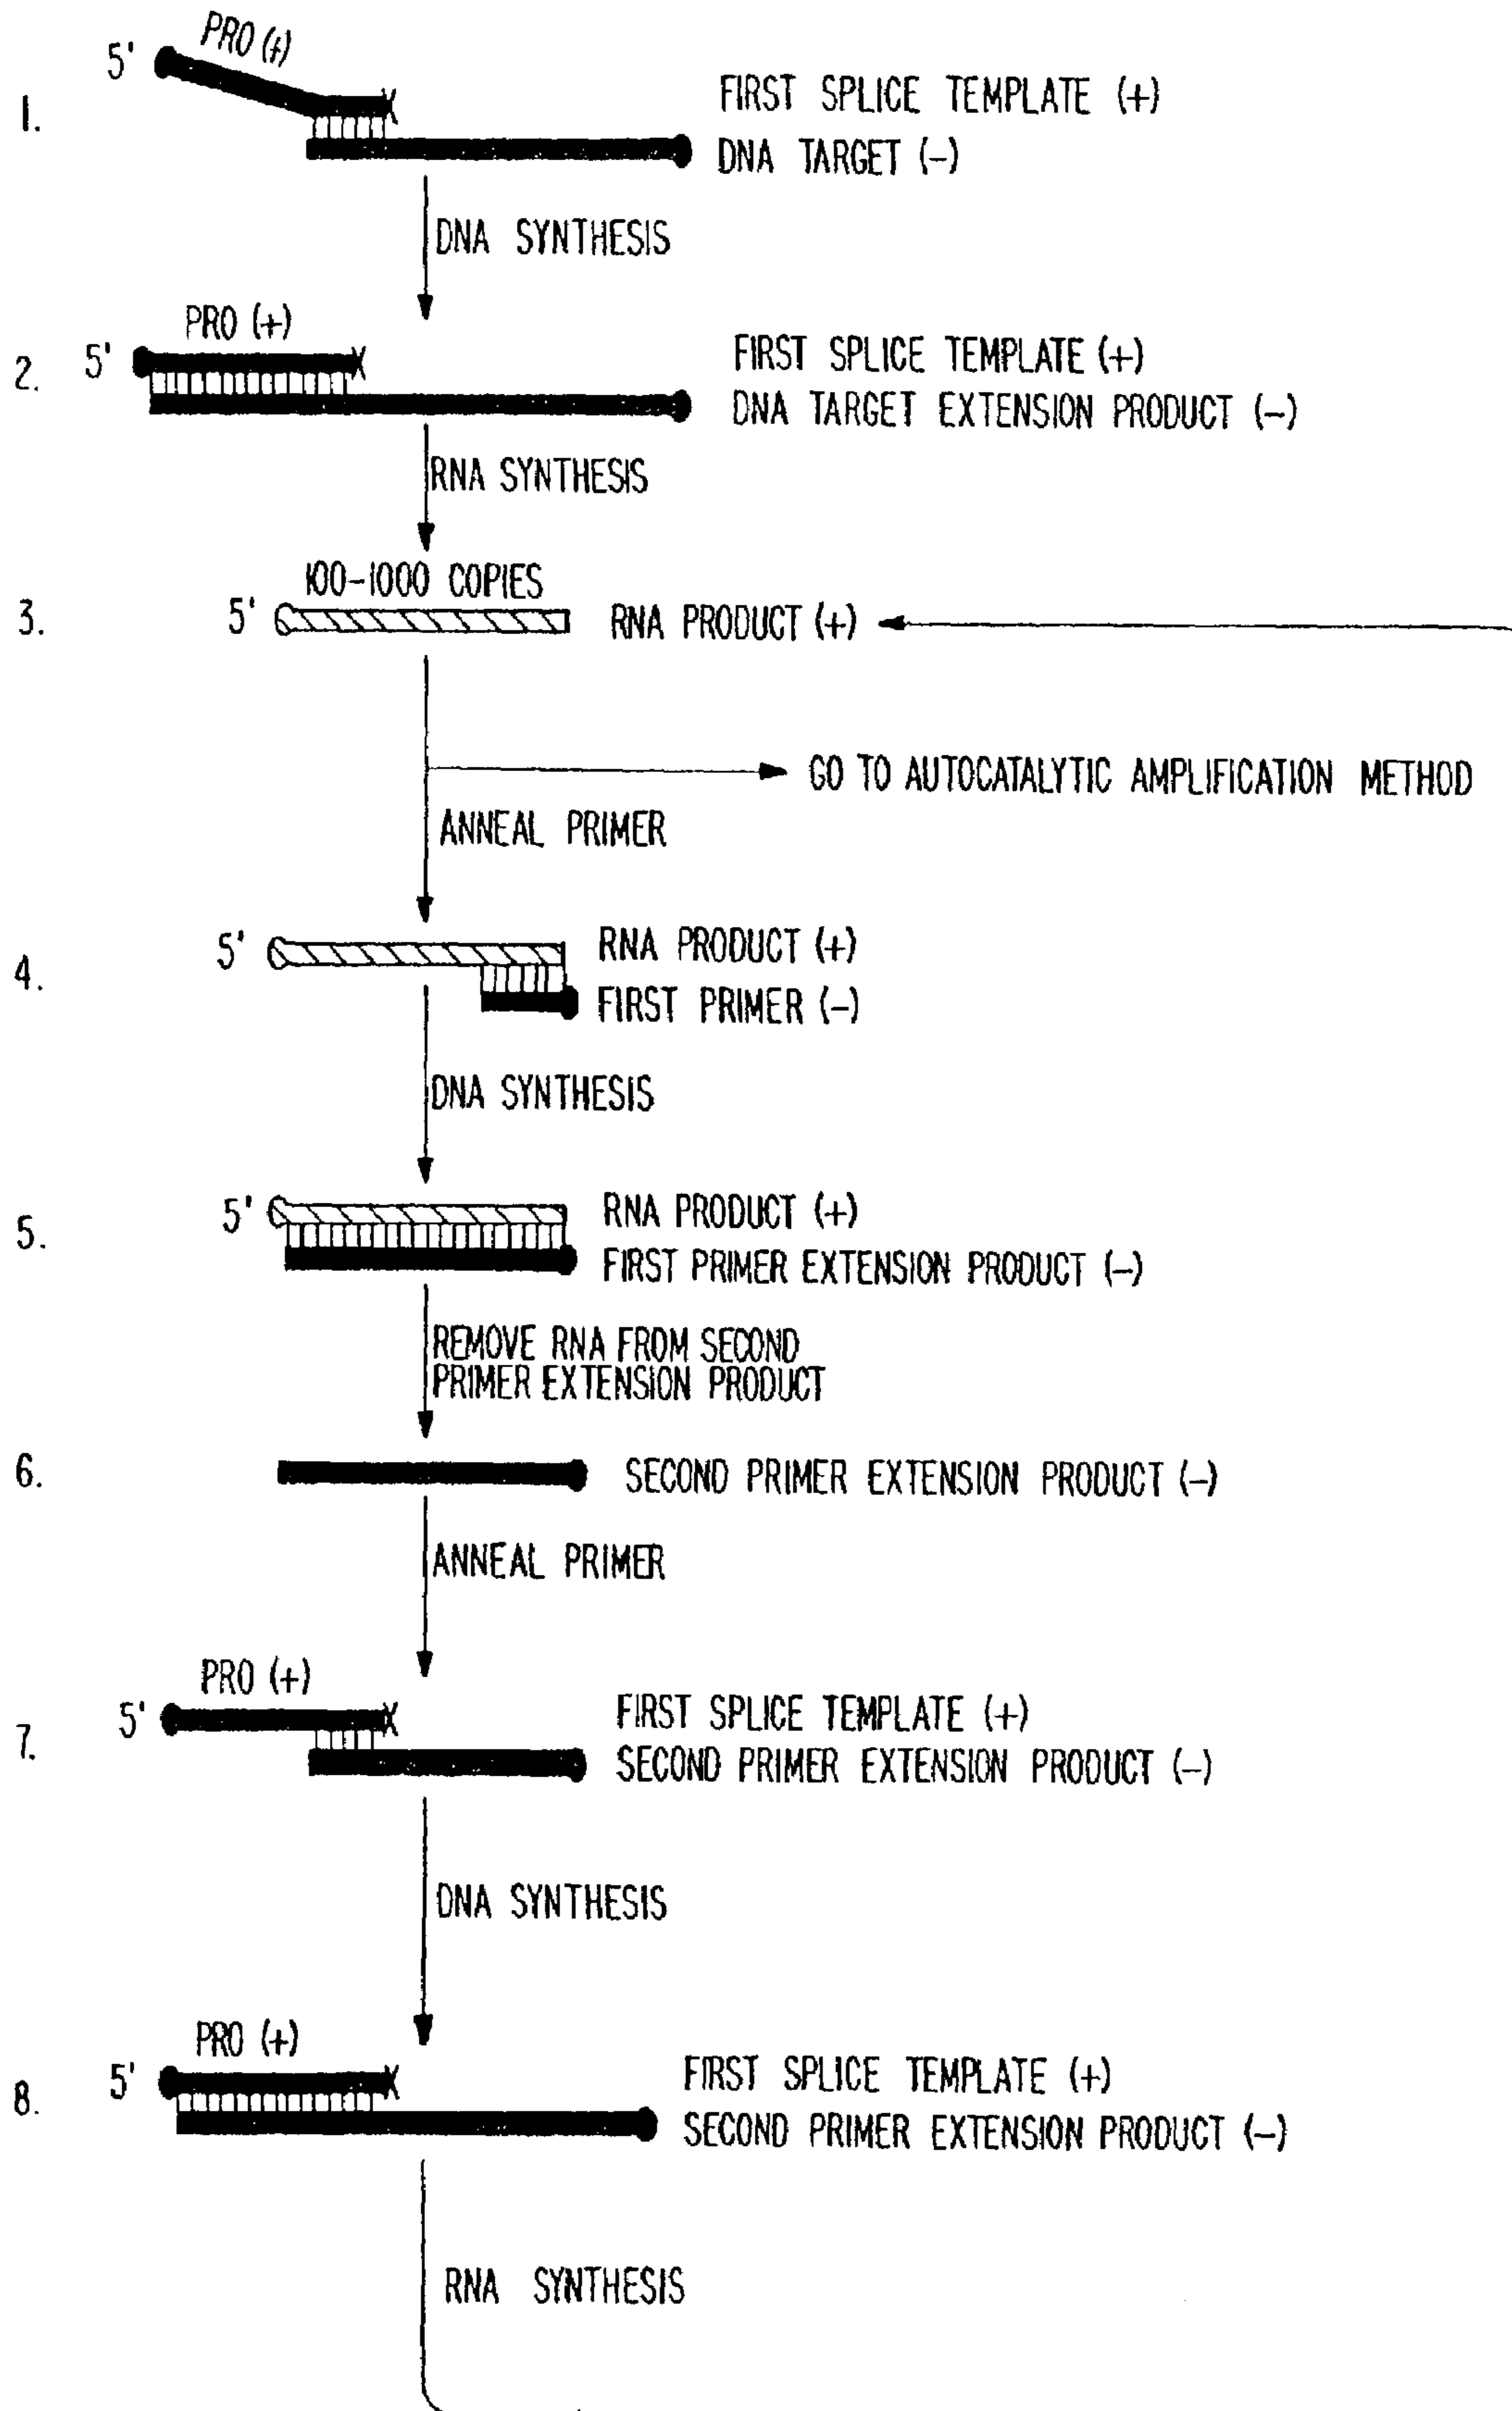 PRO (+)
5'
1.
FIRST SPLICE TEMPLATE (+)
DNA TARGET (-)
DNA SYNTHESIS
PRO (+)
2.
5'
FIRST SPLICE TEMPLATE (+)
DNA TARGET EXTENSION PRODUCT (-)
RNA SYNTHESIS
100-1000 COPIES
3.
5'
RNA PRODUCT (+)
GO TO AUTOCATALYTIC AMPLIFICATION METHOD
ANNEAL PRIMER
4.
5'
RNA PRODUCT (+)
FIRST PRIMER (-)
DNA SYNTHESIS
5.
5'
RNA PRODUCT (+)
FIRST PRIMER EXTENSION PRODUCT (-)
REMOVE RNA FROM SECOND
PRIMER EXTENSION PRODUCT
6.
SECOND PRIMER EXTENSION PRODUCT (-)
ANNEAL PRIMER
PRO (+)
7.
5'
FIRST SPLICE TEMPLATE (+)
SECOND PRIMER EXTENSION PRODUCT (-)
DNA SYNTHESIS
PRO (+)
8.
5'
FIRST SPLICE TEMPLATE (+)
SECOND PRIMER EXTENSION PRODUCT (-)
RNA SYNTHESIS